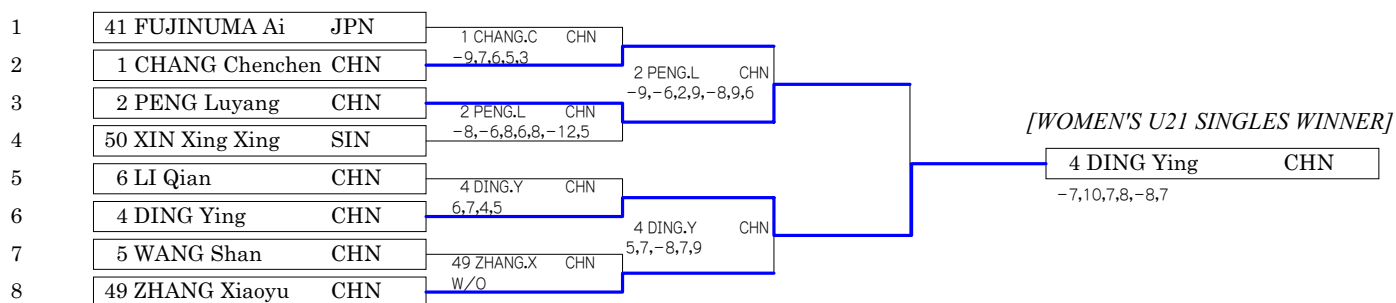 1 41 FUJINUMA Ai JPN
2 1 CHANG Chenchen CHN
3 2 PENG Luyang CHN
4 50 XIN Xing Xing SIN
5 6 LI Qian CHN
6 4 DING Ying CHN
7 5 WANG Shan CHN
8 49 ZHANG Xiaoyu CHN
1 CHANG.C CHN
-9,7,6,5,3
2 PENG.L CHN
-8,-6,8,6,8,-12,5
4 DING.Y CHN
6,7,4,5
49 ZHANG.X CHN
W/O
2 PENG.L CHN
-9,-6,2,9,-8,9,6
4 DING.Y CHN
5,7,-8,7,9
[WOMEN'S U21 SINGLES WINNER]
4 DING Ying CHN
-7,10,7,8,-8,7